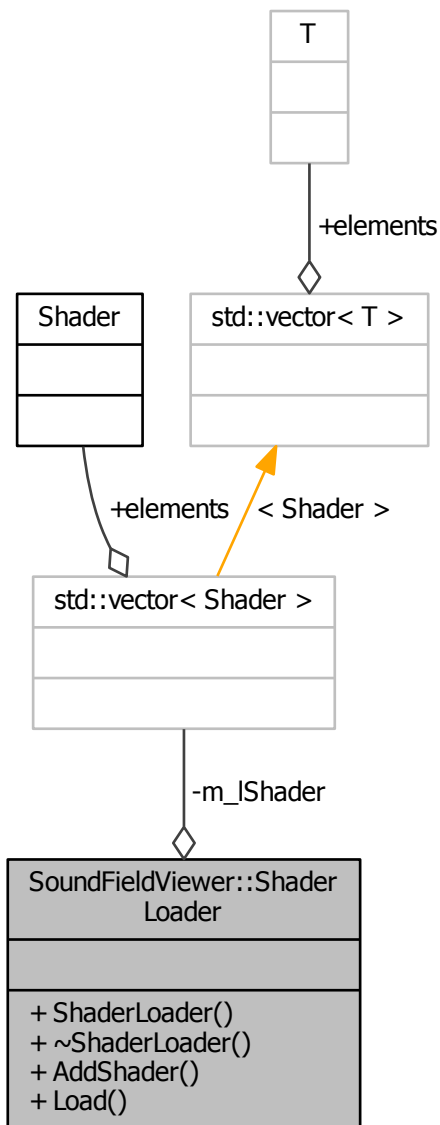 T
+elements
Shader
std::vector< T >
+elements
< Shader >
std::vector< Shader >
-m_lShader
SoundFieldViewer::Shader
Loader
+ ShaderLoader()
+ ~ShaderLoader()
+ AddShader()
+ Load()